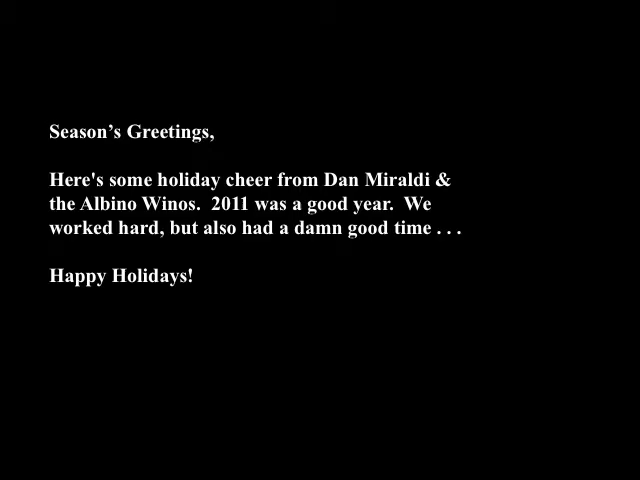 Season’s Greetings,
Here's some holiday cheer from Dan Miraldi &
the Albino Winos.  2011 was a good year.  We
worked hard, but also had a damn good time . . .
Happy Holidays!